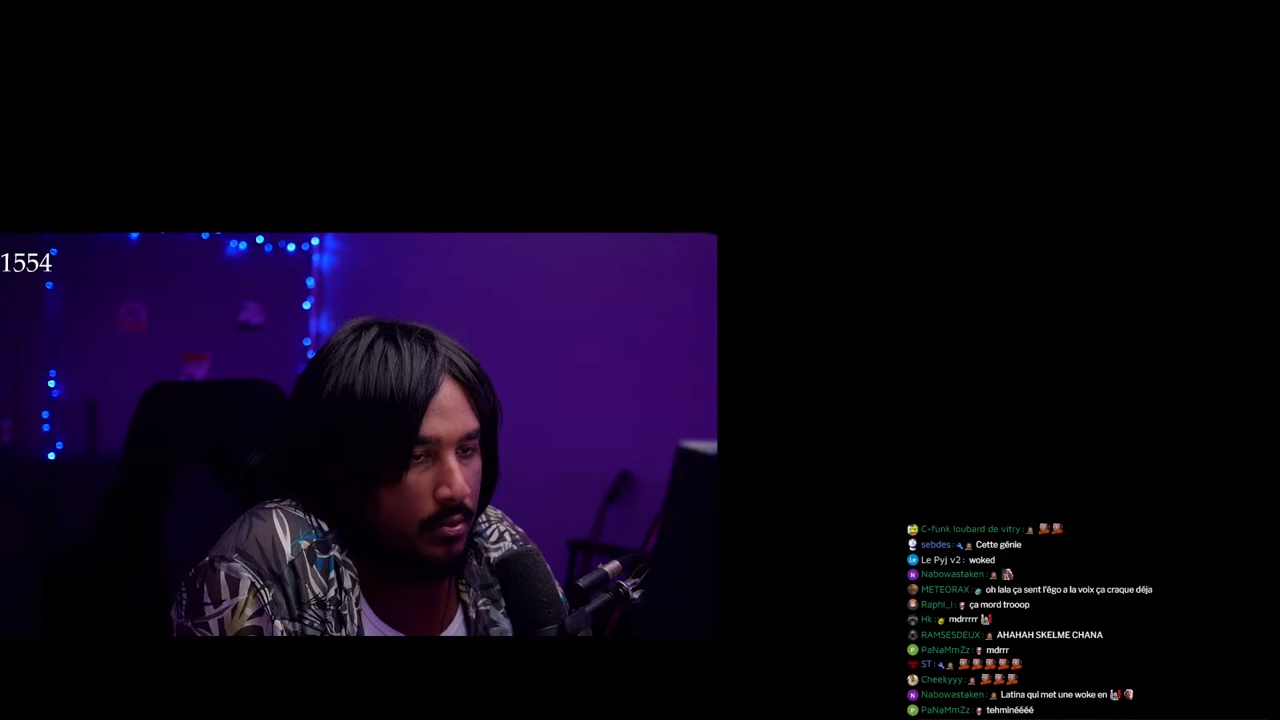 1554
C-funk loubard de vitry :
sebdes : Cette génie
Le Pyj v2 : woked
Nabowastaken :
METEORAX : oh lala ça sent l'égo a la voix ça craque déja
Raphl_l : ça mord trooop
Hk : mdrrrrr
RAMSESDEUX : AHAHAH SKELME CHANA
PaNaMmZz : mdrr
ST :
Cheekyyy :
Nabowastaken : Latina qui met une woke en
PaNaMmZz : tehminéééé